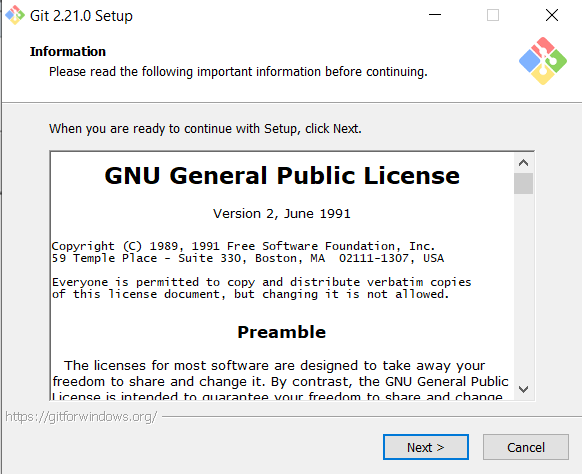 Git 2.21.0 Setup
Information
Please read the following important information before continuing.
When you are ready to continue with Setup, click Next.
GNU General Public License
Version 2, June 1991
Copyright (C) 1989, 1991 Free Software Foundation, Inc.
59 Temple Place - Suite 330, Boston, MA  02111-1307, USA
Everyone is permitted to copy and distribute verbatim copies
of this license document, but changing it is not allowed.
Preamble
The licenses for most software are designed to take away your
freedom to share and change it. By contrast, the GNU General Public
License is intended to guarantee your freedom to share and change
https://gitforwindows.org/
Next >
Cancel